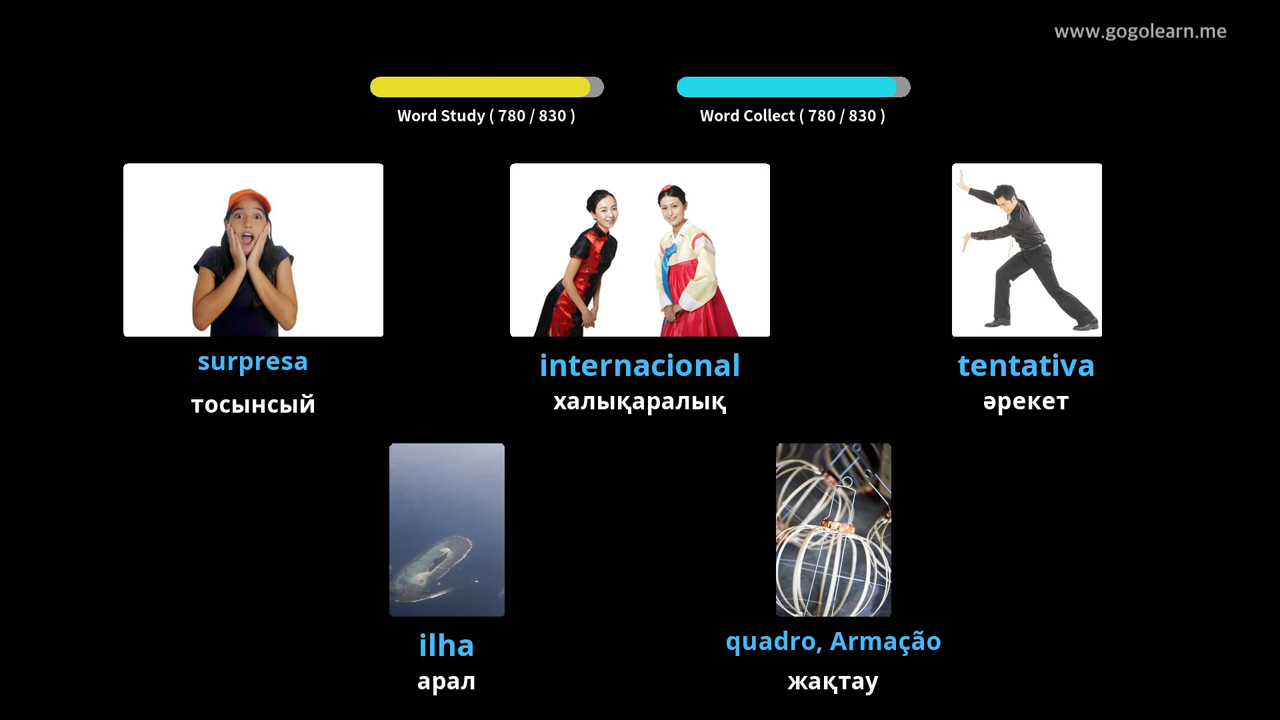 www.gogolearn.me
Word Study ( 780 / 830 )
Word Collect ( 780 / 830 )
surpresa
тосынсый
internacional
халықаралық
tentativa
әрекет
ilha
арал
quadro, Armação
жақтау